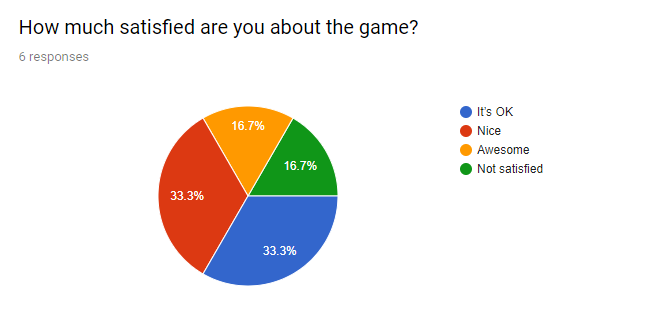 How much satisfied are you about the game?
6 responses
16.7%
16.7%
33.3%
33.3%
It's OK
Nice
Awesome
Not satisfied